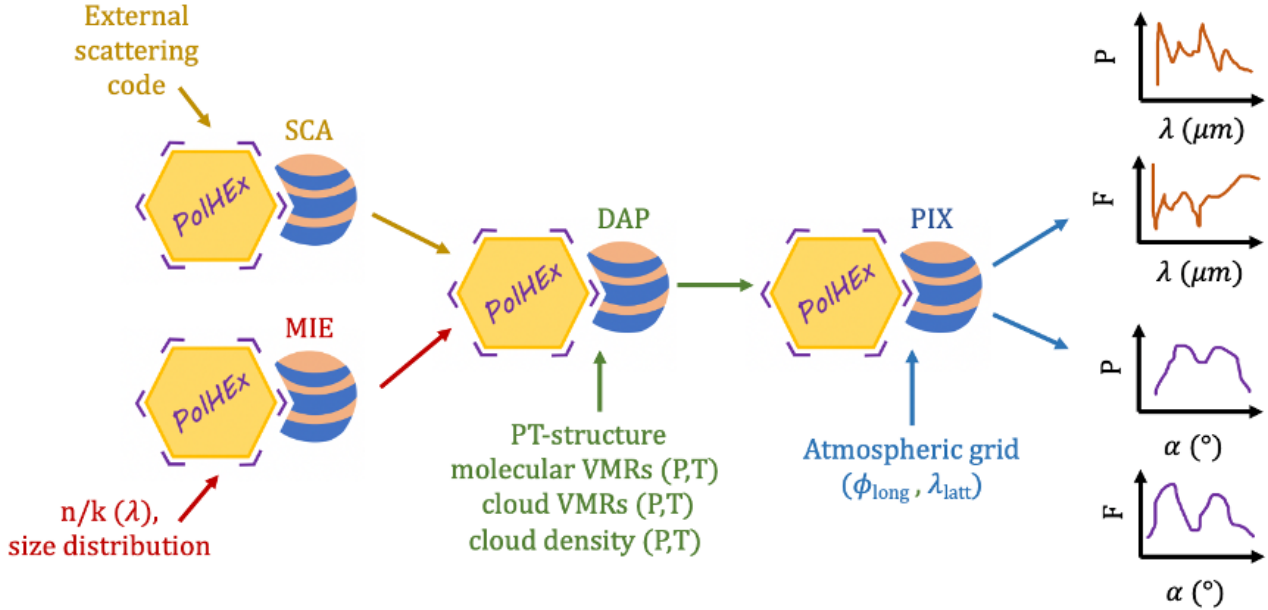 External
scattering
code
SCA
PolHEx
MIE
PolHEx
n/k (λ),
size distribution
DAP
PolHEx
PT-structure
molecular VMRs (P,T)
cloud VMRs (P,T)
cloud density (P,T)
PIX
PolHEx
Atmospheric grid
(ϕlong , λlatt)
P
λ (μm)
F
λ (μm)
P
α (°)
F
α (°)